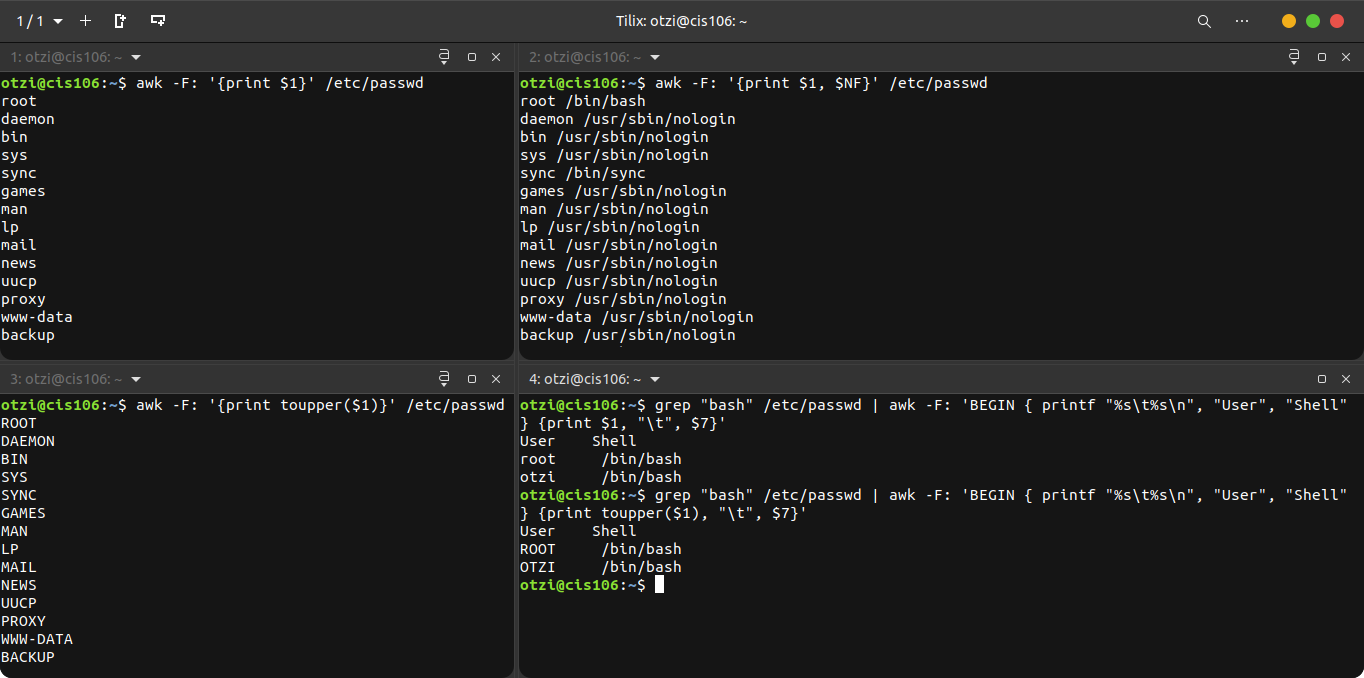 1 / 1
Tilix: otzi@cis106: ~
1: otzi@cis106: ~
otzi@cis106:~$ awk -F: '{print $1}' /etc/passwd
root
daemon
bin
sys
sync
games
man
lp
mail
news
uucp
proxy
www-data
backup
2: otzi@cis106: ~
otzi@cis106:~$ awk -F: '{print $1, $NF}' /etc/passwd
root /bin/bash
daemon /usr/sbin/nologin
bin /usr/sbin/nologin
sys /usr/sbin/nologin
sync /bin/sync
games /usr/sbin/nologin
man /usr/sbin/nologin
lp /usr/sbin/nologin
mail /usr/sbin/nologin
news /usr/sbin/nologin
uucp /usr/sbin/nologin
proxy /usr/sbin/nologin
www-data /usr/sbin/nologin
backup /usr/sbin/nologin
3: otzi@cis106: ~
otzi@cis106:~$ awk -F: '{print toupper($1)}' /etc/passwd
ROOT
DAEMON
BIN
SYS
SYNC
GAMES
MAN
LP
MAIL
NEWS
UUCP
PROXY
WWW-DATA
BACKUP
4: otzi@cis106: ~
otzi@cis106:~$ grep "bash" /etc/passwd | awk -F: 'BEGIN { printf "%s\t%s\n", "User", "Shell"
} {print $1, "\t", $7}'
User    Shell
root     /bin/bash
otzi     /bin/bash
otzi@cis106:~$ grep "bash" /etc/passwd | awk -F: 'BEGIN { printf "%s\t%s\n", "User", "Shell"
} {print toupper($1), "\t", $7}'
User    Shell
ROOT     /bin/bash
OTZI     /bin/bash
otzi@cis106:~$